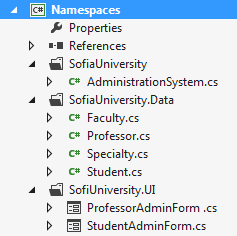 C# Namespaces
Properties
References
SofiaUniversity
C# AdministrationSystem.cs
SofiaUniversity.Data
C# Faculty.cs
C# Professor.cs
C# Specialty.cs
C# Student.cs
SofiUniversity.UI
ProfessorAdminForm .cs
StudentAdminForm.cs